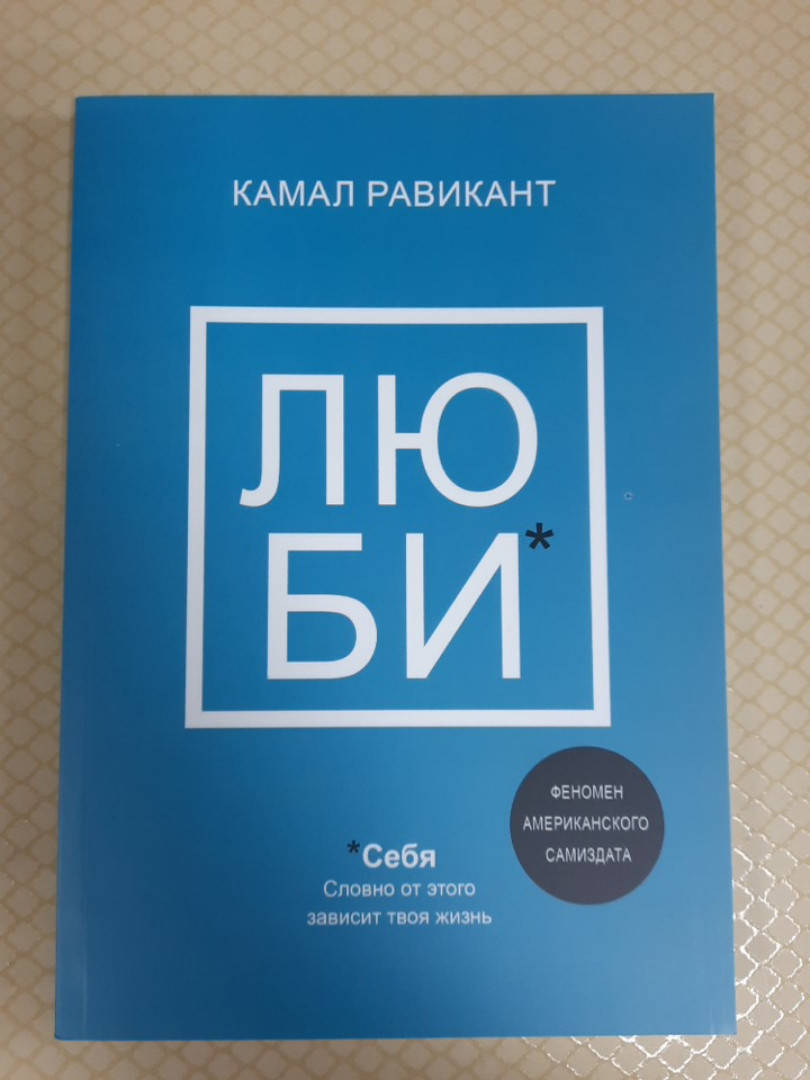 КАМАЛ РАВИКАНТ
ЛЮ
БИ*
ФЕНОМЕН
АМЕРИКАНСКОГО
САМИЗДАТА
*Себя
Словно от этого
зависит твоя жизнь